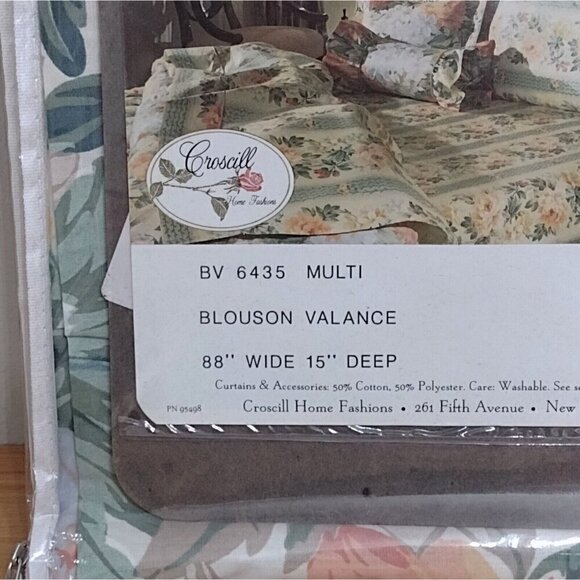 Croscill
Home Fashions
BV 6435 MULTI
BLOUSON VALANCE
88" WIDE 15" DEEP
Curtains & Accessories: 50% Cotton, 50% Polyester. Care: Washable. See
PN 95498
Croscill Home Fashions • 261 Fifth Avenue • New